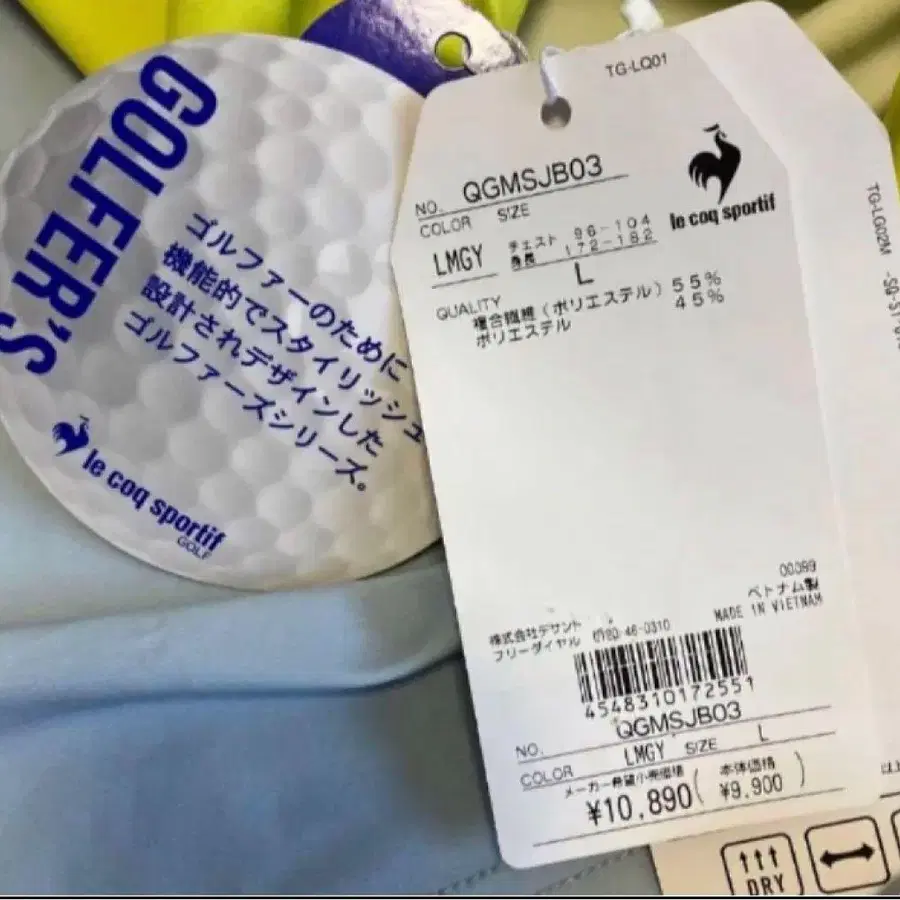 GOLFER'S
ゴルファーのために
機能的でスタイリッシュ
設計されデザインした
ゴルファーズシリーズ。
le coq sportif
GOLF
TG-LQ01
le coq sportif
NO. QGMSJB03
COLOR SIZE
LMGY チェスト 96-104
身長 172-182
L
QUALITY
複合繊維(ポリエステル) 55%
ポリエステル 45%
00099
ベトナム製
MADE IN VIETNAM
株式会社デサント
フリーダイヤル 0120-46-0310
4548310172551
NO. QGMSJB03
COLOR LMGY SIZE L
メーカー希望小売価格 本体価格
¥10,890( ¥9,900 )
TG-LQ02M
DRY